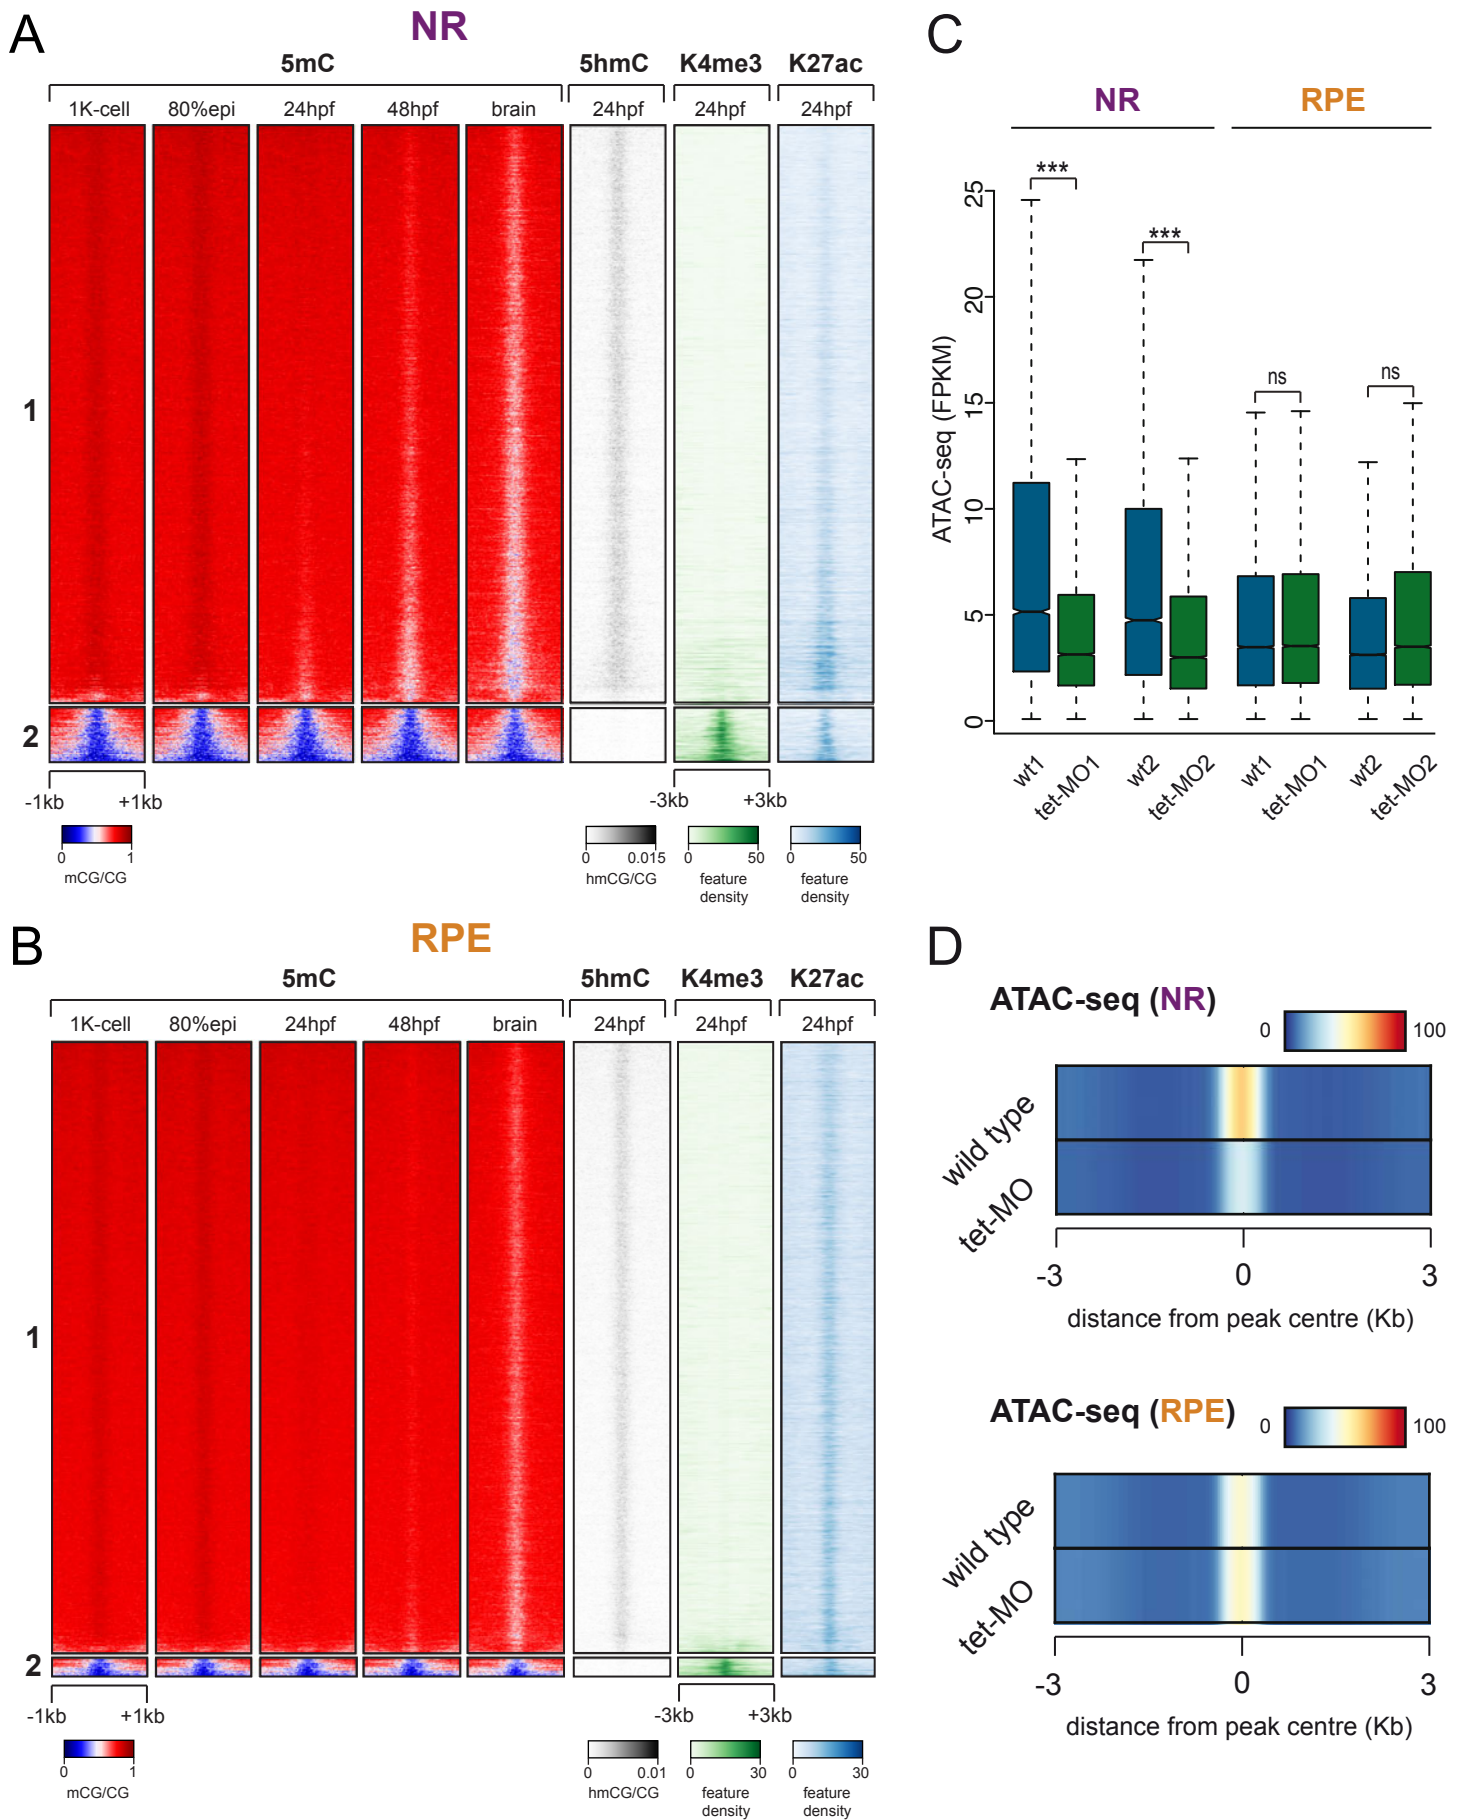 A
NR
5mC 5hmC K4me3 K27ac
1K-cell 80%epi 24hpf 48hpf brain 24hpf 24hpf 24hpf
1
2
-1kb +1kb -3kb +3kb
0 1 0 0.015 0 50 0 50
mCG/CG hmCG/CG feature density feature density
B
RPE
5mC 5hmC K4me3 K27ac
1K-cell 80%epi 24hpf 48hpf brain 24hpf 24hpf 24hpf
1
2
-1kb +1kb -3kb +3kb
0 1 0 0.01 0 30 0 30
mCG/CG hmCG/CG feature density feature density
C
NR RPE
*** *** ns ns
ATAC-seq (FPKM)
25
20
15
10
5
0
wt1 tet-MO1 wt2 tet-MO2 wt1 tet-MO1 wt2 tet-MO2
D
ATAC-seq (NR) 0 100
wild type
tet-MO
-3 0 3
distance from peak centre (Kb)
ATAC-seq (RPE) 0 100
wild type
tet-MO
-3 0 3
distance from peak centre (Kb)